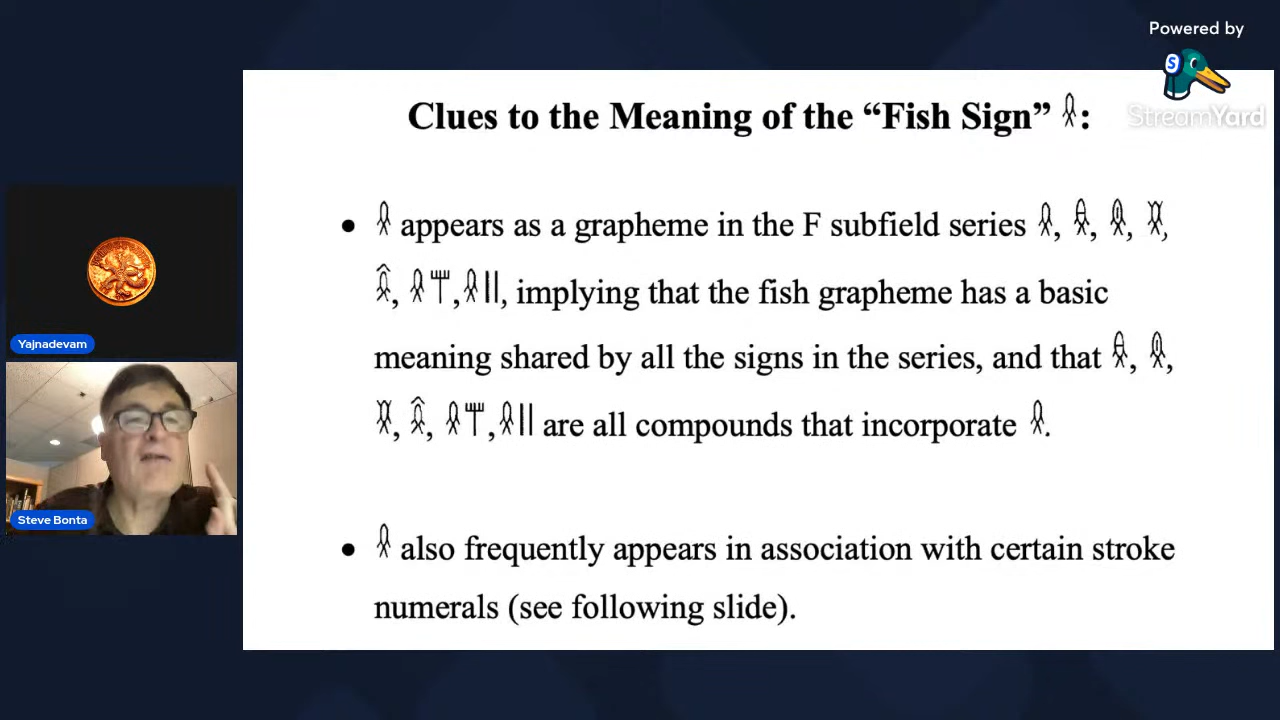 Powered by
StreamYard
Clues to the Meaning of the “Fish Sign” :
• appears as a grapheme in the F subfield series , , , ,
, , , implying that the fish grapheme has a basic
meaning shared by all the signs in the series, and that , ,
, , , are all compounds that incorporate .
• also frequently appears in association with certain stroke
numerals (see following slide).
Yajnadevam
Steve Bonta